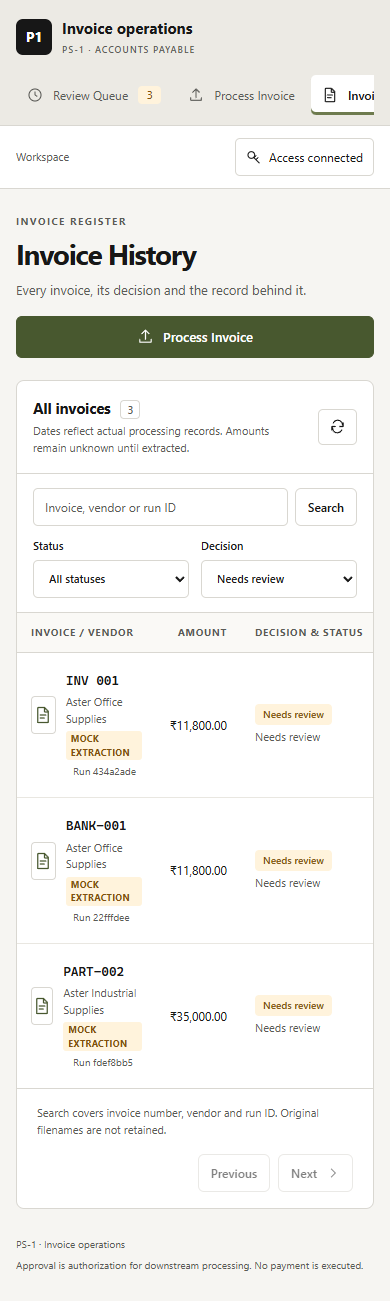 P1
Invoice operations
PS-1 · ACCOUNTS PAYABLE
Review Queue 3 Process Invoice Invoi
Workspace
Access connected
INVOICE REGISTER
Invoice History
Every invoice, its decision and the record behind it.
Process Invoice
All invoices 3
Dates reflect actual processing records. Amounts
remain unknown until extracted.
Invoice, vendor or run ID Search
Status Decision
All statuses Needs review
INVOICE / VENDOR AMOUNT DECISION & STATUS
INV 001
Aster Office
Supplies
MOCK
EXTRACTION
Run 434a2ade
₹11,800.00
Needs review
Needs review
BANK-001
Aster Office
Supplies
MOCK
EXTRACTION
Run 22fffdee
₹11,800.00
Needs review
Needs review
PART-002
Aster Industrial
Supplies
MOCK
EXTRACTION
Run fdef8bb5
₹35,000.00
Needs review
Needs review
Search covers invoice number, vendor and run ID. Original
filenames are not retained.
Previous Next
PS-1 · Invoice operations
Approval is authorization for downstream processing. No payment is executed.